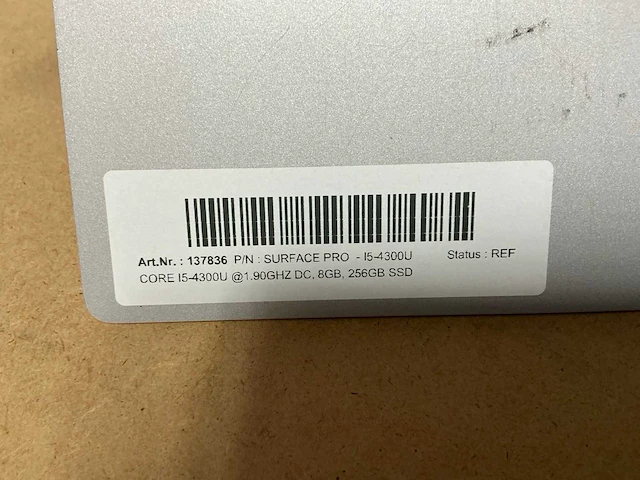 Art.Nr. : 137836 P/N : SURFACE PRO - I5-4300U Status : REF
CORE I5-4300U @1.90GHZ DC, 8GB, 256GB SSD